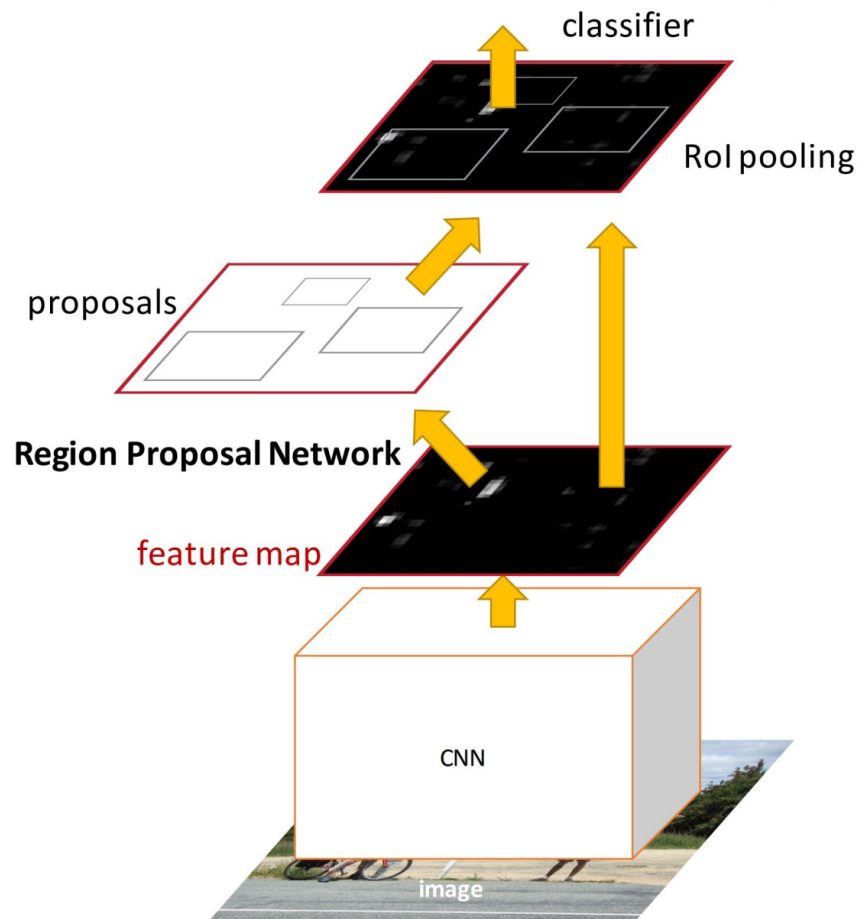 classifier
RoI pooling
proposals
Region Proposal Network
feature map
CNN
image